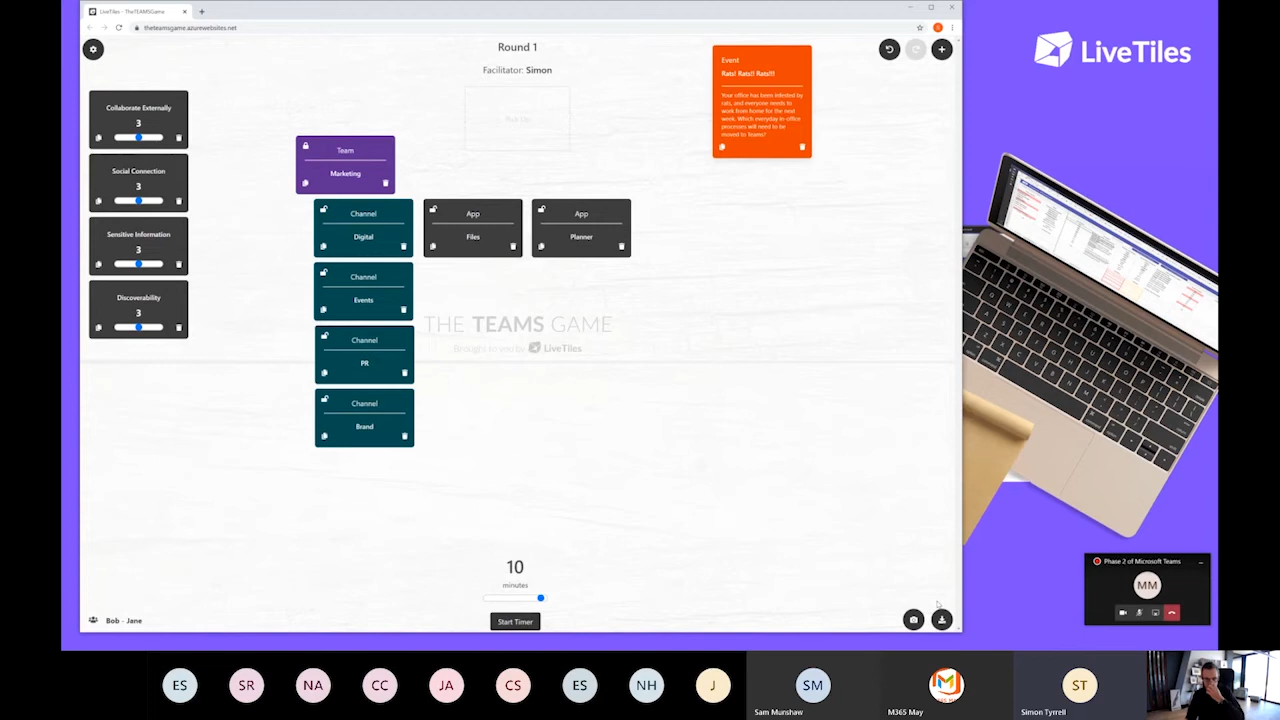 LiveTiles - TheTEAMSGame
theteamsgame.azurewebsites.net
LiveTiles
Round 1
Facilitator: Simon
Event
Rats! Rats!! Rats!!!
Your office has been infested by
rats, and everyone needs to
work from home for the next
week. Which everyday in-office
processes will need to be
moved to Teams?
Collaborate Externally
3
Social Connection
3
Sensitive Information
3
Discoverability
3
Team
Marketing
Channel
Digital
App
Files
App
Planner
Channel
Events
Channel
PR
Channel
Brand
THE TEAMS GAME
Brought to you by LiveTiles
10
minutes
Start Timer
Bob - Jane
Phase 2 of Microsoft Teams
MM
ES
SR
NA
CC
JA
CS
ES
NH
J
SM
Sam Munshaw
M365 May
ST
Simon Tyrrell